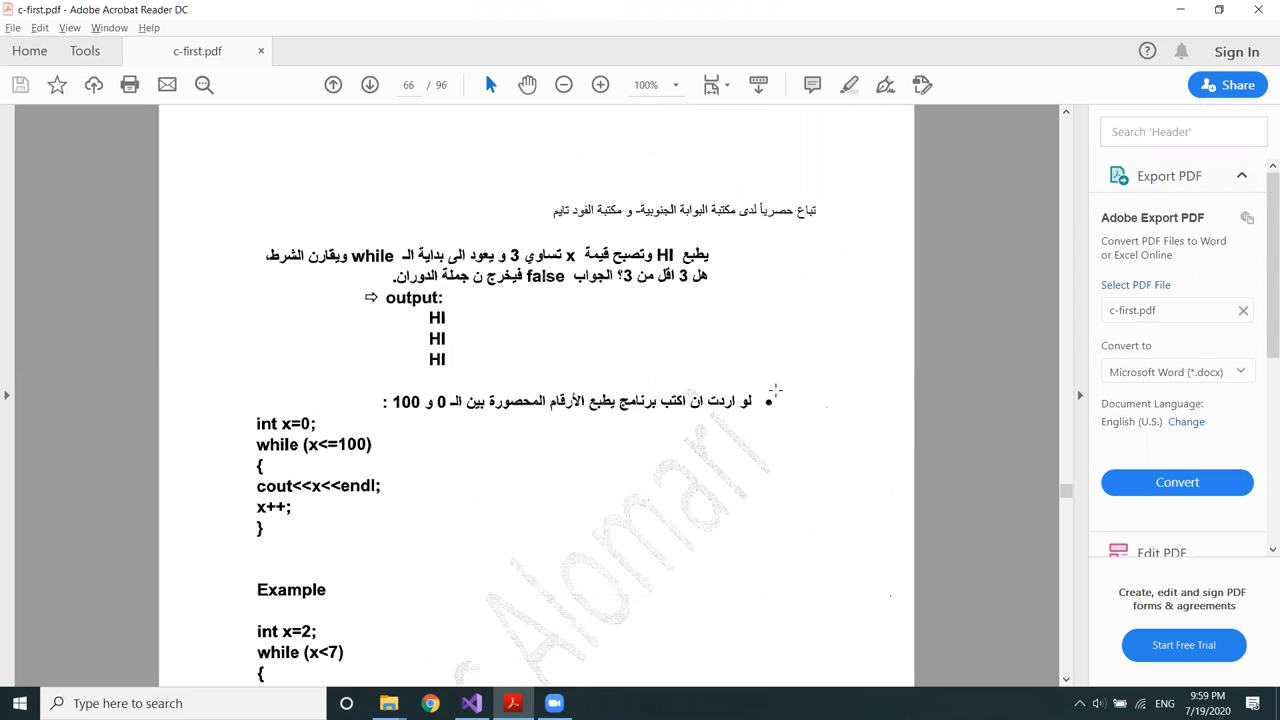 c-first.pdf - Adobe Acrobat Reader DC
File Edit View Window Help
Home Tools c-first.pdf × Sign In
66 / 96 100% Share
تباع حصرياً لدى مكتبة البوابة الجنوبية- و مكتبة الفود تايم
يطبع HI وتصبح قيمة x تساوي 3 و يعود الى بداية الـ while ويقارن الشرط،
هل 3 اقل من 3؟ الجواب false فيخرج ن جملة الدوران.
⇨ output:
HI
HI
HI
• لو اردت ان اكتب برنامج يطبع الأرقام المحصورة بين الـ 0 و 100 :
int x=0;
while (x<=100)
{
cout<<x<<endl;
x++;
}
Example
int x=2;
while (x<7)
{
Alomari
Search 'Header'
Export PDF
Adobe Export PDF
Convert PDF Files to Word
or Excel Online
Select PDF File
c-first.pdf
Convert to
Microsoft Word (*.docx)
Document Language:
English (U.S.) Change
Convert
Edit PDF
Create, edit and sign PDF
forms & agreements
Start Free Trial
Type here to search
ENG
9:59 PM
7/19/2020